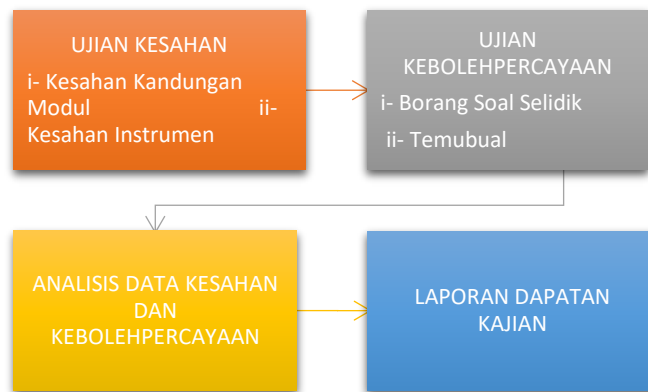 UJIAN KESAHAN
i- Kesahan Kandungan
Modul ii-
Kesahan Instrumen
UJIAN
KEBOLEHPERCAYAAN
i- Borang Soal Selidik
ii- Temubual
ANALISIS DATA KESAHAN
DAN
KEBOLEHPERCAYAAN
LAPORAN DAPATAN
KAJIAN